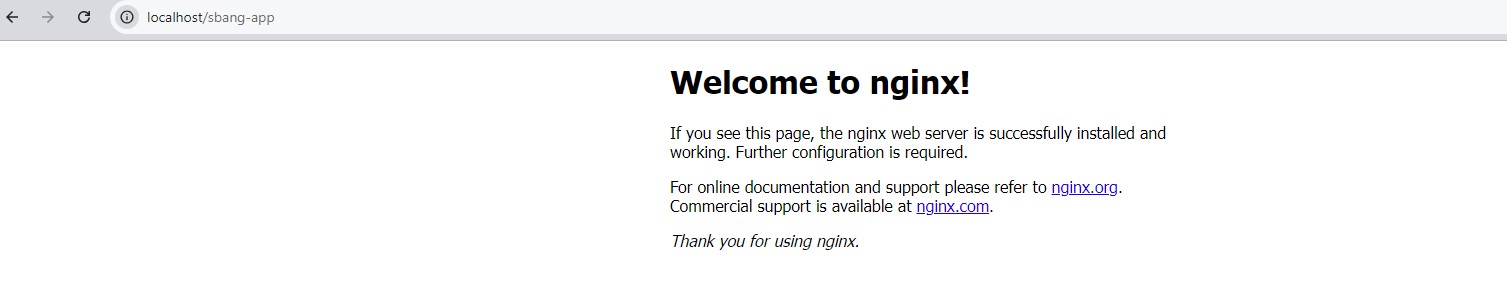 localhost/sbang-app
Welcome to nginx!
If you see this page, the nginx web server is successfully installed and
working. Further configuration is required.
For online documentation and support please refer to nginx.org.
Commercial support is available at nginx.com.
Thank you for using nginx.